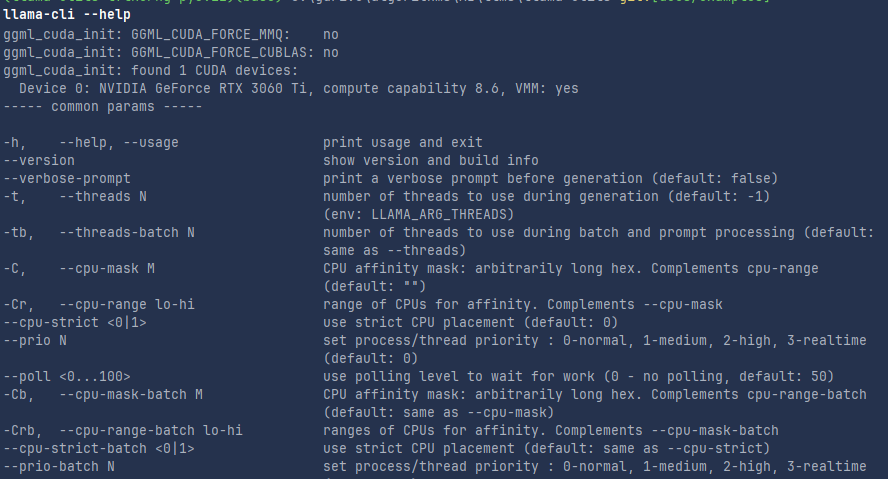 llama-cli --help
ggml_cuda_init: GGML_CUDA_FORCE_MMQ:    no
ggml_cuda_init: GGML_CUDA_FORCE_CUBLAS: no
ggml_cuda_init: found 1 CUDA devices:
  Device 0: NVIDIA GeForce RTX 3060 Ti, compute capability 8.6, VMM: yes
----- common params -----
-h,    --help, --usage                  print usage and exit
--version                               show version and build info
--verbose-prompt                        print a verbose prompt before generation (default: false)
-t,    --threads N                      number of threads to use during generation (default: -1)
                                        (env: LLAMA_ARG_THREADS)
-tb,   --threads-batch N                number of threads to use during batch and prompt processing (default:
                                        same as --threads)
-C,    --cpu-mask M                     CPU affinity mask: arbitrarily long hex. Complements cpu-range
                                        (default: "")
-Cr,   --cpu-range lo-hi                range of CPUs for affinity. Complements --cpu-mask
--cpu-strict <0|1>                      use strict CPU placement (default: 0)
--prio N                                set process/thread priority : 0-normal, 1-medium, 2-high, 3-realtime
                                        (default: 0)
--poll <0...100>                        use polling level to wait for work (0 - no polling, default: 50)
-Cb,   --cpu-mask-batch M               CPU affinity mask: arbitrarily long hex. Complements cpu-range-batch
                                        (default: same as --cpu-mask)
-Crb,  --cpu-range-batch lo-hi          ranges of CPUs for affinity. Complements --cpu-mask-batch
--cpu-strict-batch <0|1>                use strict CPU placement (default: same as --cpu-strict)
--prio-batch N                          set process/thread priority : 0-normal, 1-medium, 2-high, 3-realtime